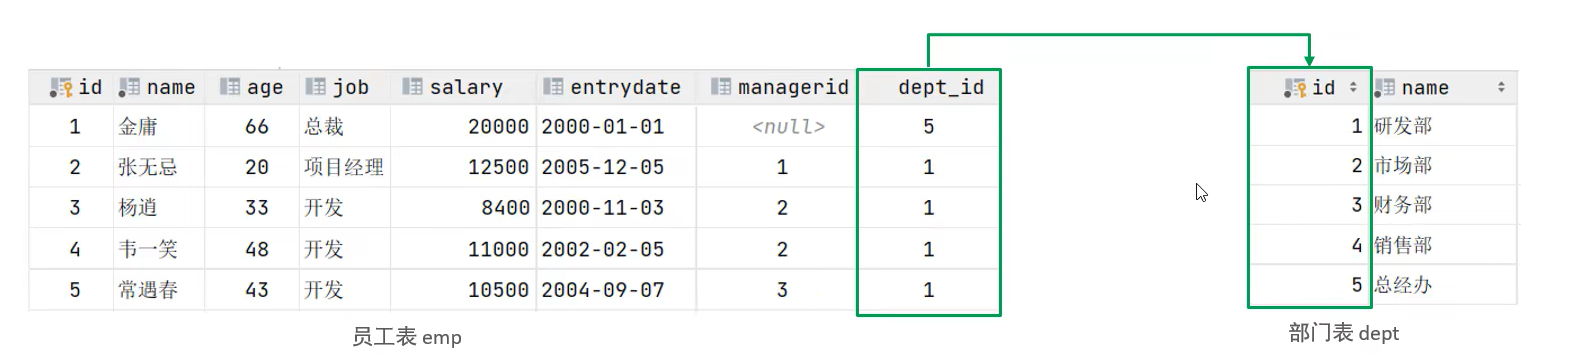 id name age job salary entrydate managerid dept_id
1 金庸 66 总裁 20000 2000-01-01 <null> 5
2 张无忌 20 项目经理 12500 2005-12-05 1 1
3 杨逍 33 开发 8400 2000-11-03 2 1
4 韦一笑 48 开发 11000 2002-02-05 2 1
5 常遇春 43 开发 10500 2004-09-07 3 1
员工表 emp
id name
1 研发部
2 市场部
3 财务部
4 销售部
5 总经办
部门表 dept